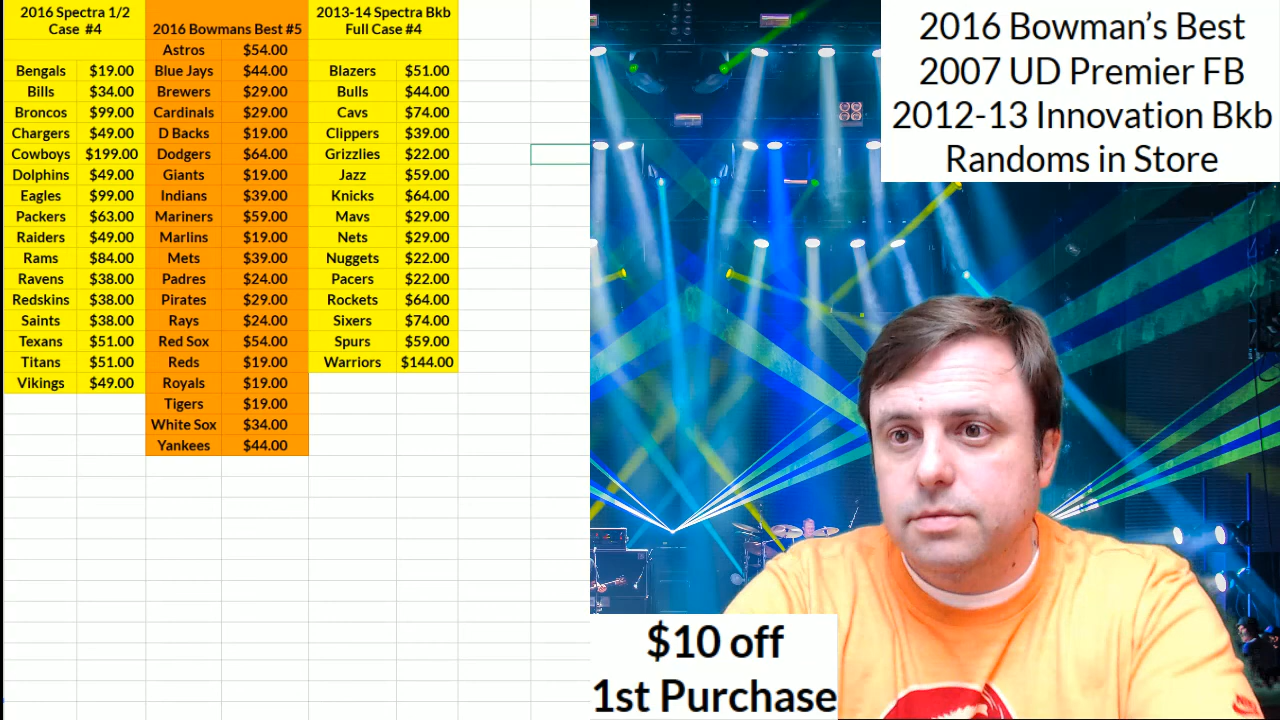 2016 Spectra 1/2
Case #4
Bengals $19.00
Bills $34.00
Broncos $99.00
Chargers $49.00
Cowboys $199.00
Dolphins $49.00
Eagles $99.00
Packers $63.00
Raiders $49.00
Rams $84.00
Ravens $38.00
Redskins $38.00
Saints $38.00
Texans $51.00
Titans $51.00
Vikings $49.00
2016 Bowmans Best #5
Astros $54.00
Blue Jays $44.00
Brewers $29.00
Cardinals $29.00
D Backs $19.00
Dodgers $64.00
Giants $19.00
Indians $39.00
Mariners $59.00
Marlins $19.00
Mets $39.00
Padres $24.00
Pirates $29.00
Rays $24.00
Red Sox $54.00
Reds $19.00
Royals $19.00
Tigers $19.00
White Sox $34.00
Yankees $44.00
2013-14 Spectra Bkb
Full Case #4
Blazers $51.00
Bulls $44.00
Cavs $74.00
Clippers $39.00
Grizzlies $22.00
Jazz $59.00
Knicks $64.00
Mavs $29.00
Nets $29.00
Nuggets $22.00
Pacers $22.00
Rockets $64.00
Sixers $74.00
Spurs $59.00
Warriors $144.00
2016 Bowman's Best
2007 UD Premier FB
2012-13 Innovation Bkb
Randoms in Store
$10 off
1st Purchase